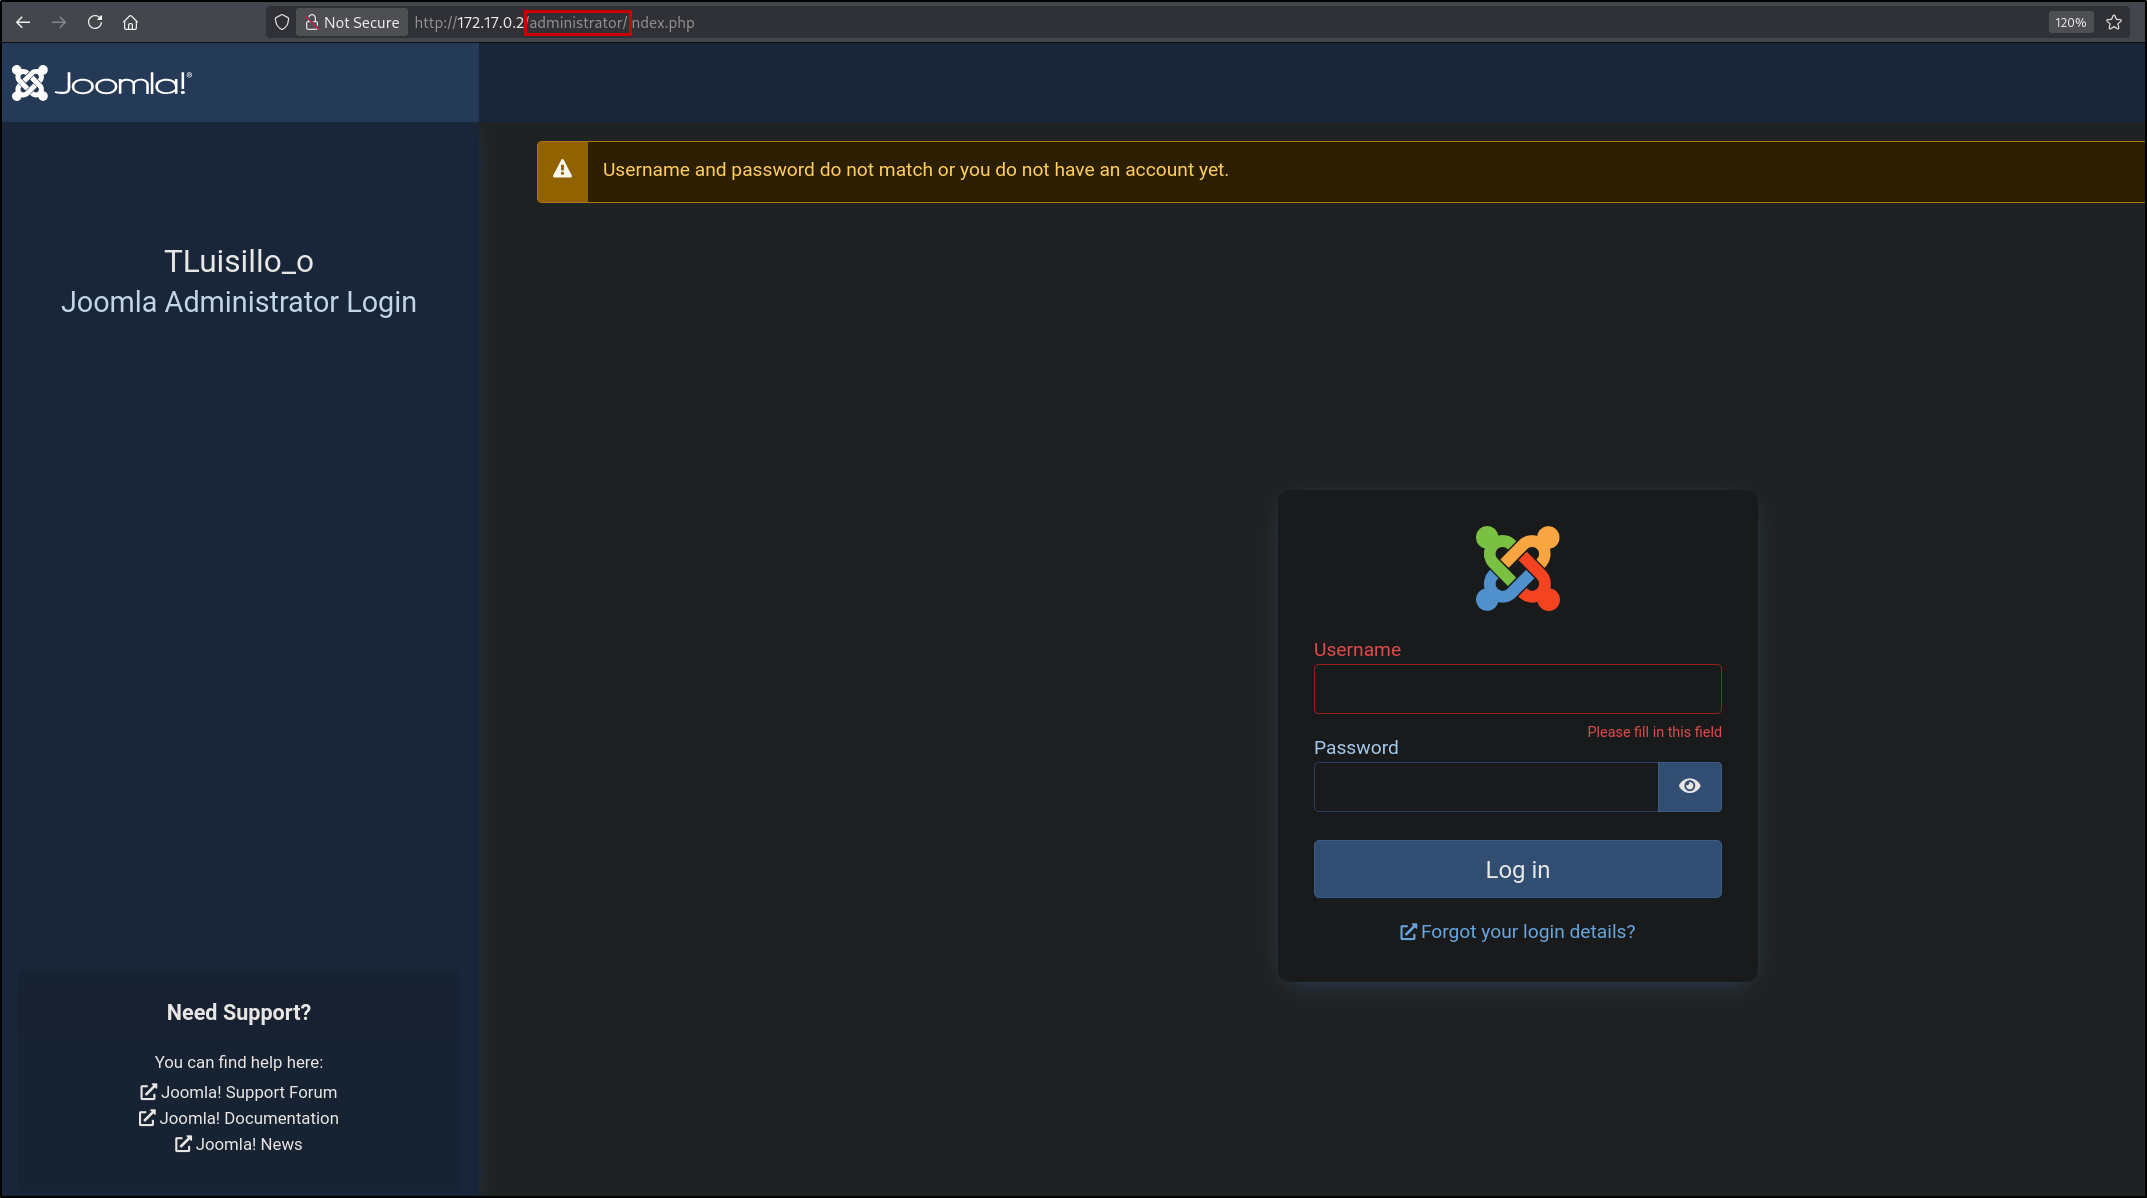 Not Secure http://172.17.0.2/administrator/index.php 120%
Joomla!®
Username and password do not match or you do not have an account yet.
TLuisillo_o
Joomla Administrator Login
Username
Please fill in this field
Password
Log in
Forgot your login details?
Need Support?
You can find help here:
Joomla! Support Forum
Joomla! Documentation
Joomla! News